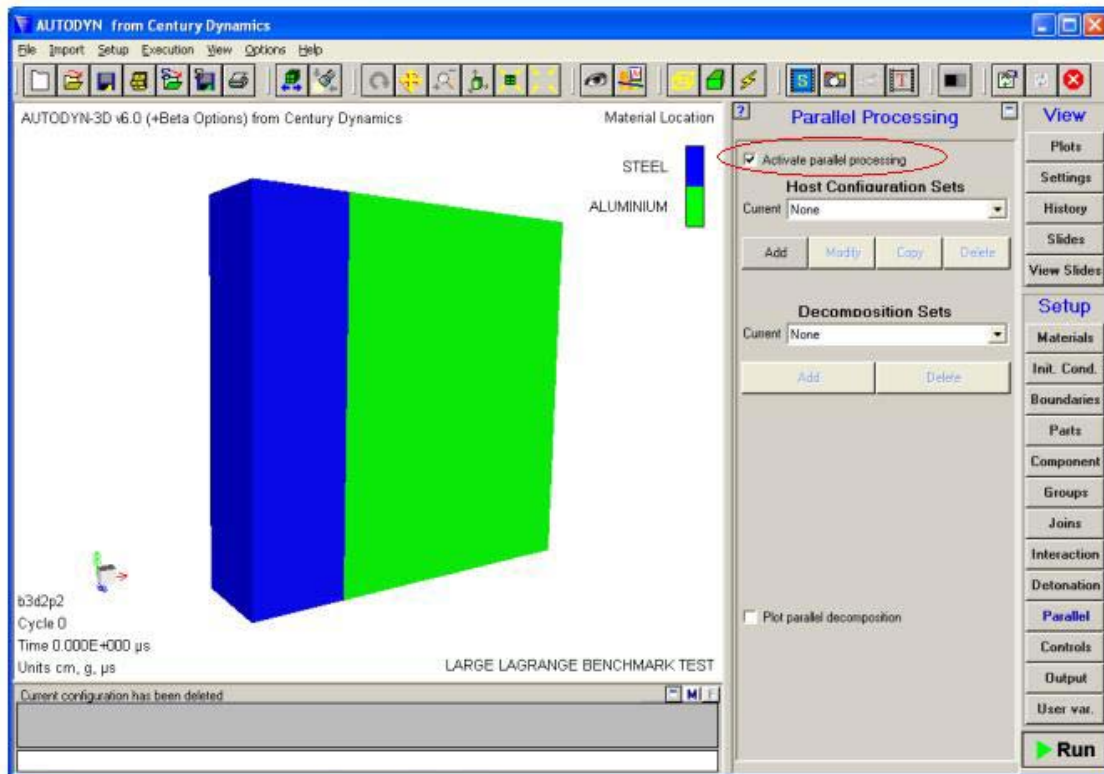 AUTODYN from Century Dynamics
File Import Setup Execution View Options Help
AUTODYN-3D v6.0 (+Beta Options) from Century Dynamics
Material Location
STEEL
ALUMINIUM
b3d2p2
Cycle 0
Time 0.000E+000 µs
Units cm, g, µs
LARGE LAGRANGE BENCHMARK TEST
Current configuration has been deleted
M
?
Parallel Processing
Activate parallel processing
Host Configuration Sets
Current None
Add Modify Copy Delete
Decomposition Sets
Current None
Add Delete
Plot parallel decomposition
View
Plots
Settings
History
Slides
View Slides
Setup
Materials
Init. Cond.
Boundaries
Parts
Component
Groups
Joins
Interaction
Detonation
Parallel
Controls
Output
User var.
Run